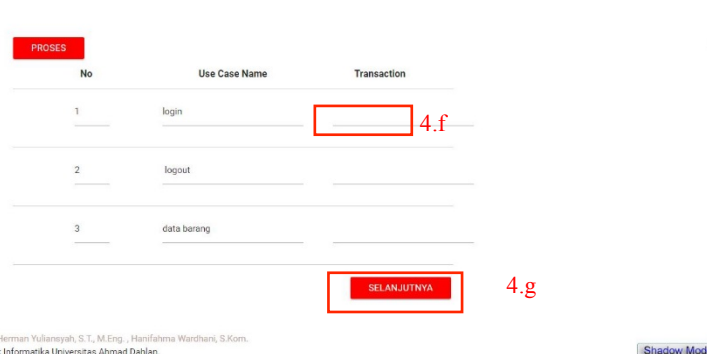 PROSES
No Use Case Name Transaction
1 login
4.f
2 logout
3 data barang
SELANJUTNYA
4.g
Herman Yuliansyah, S.T., M.Eng. , Hanifahma Wardhani, S.Kom.
Informatika Universitas Ahmad Dahlan
Shadow Mod